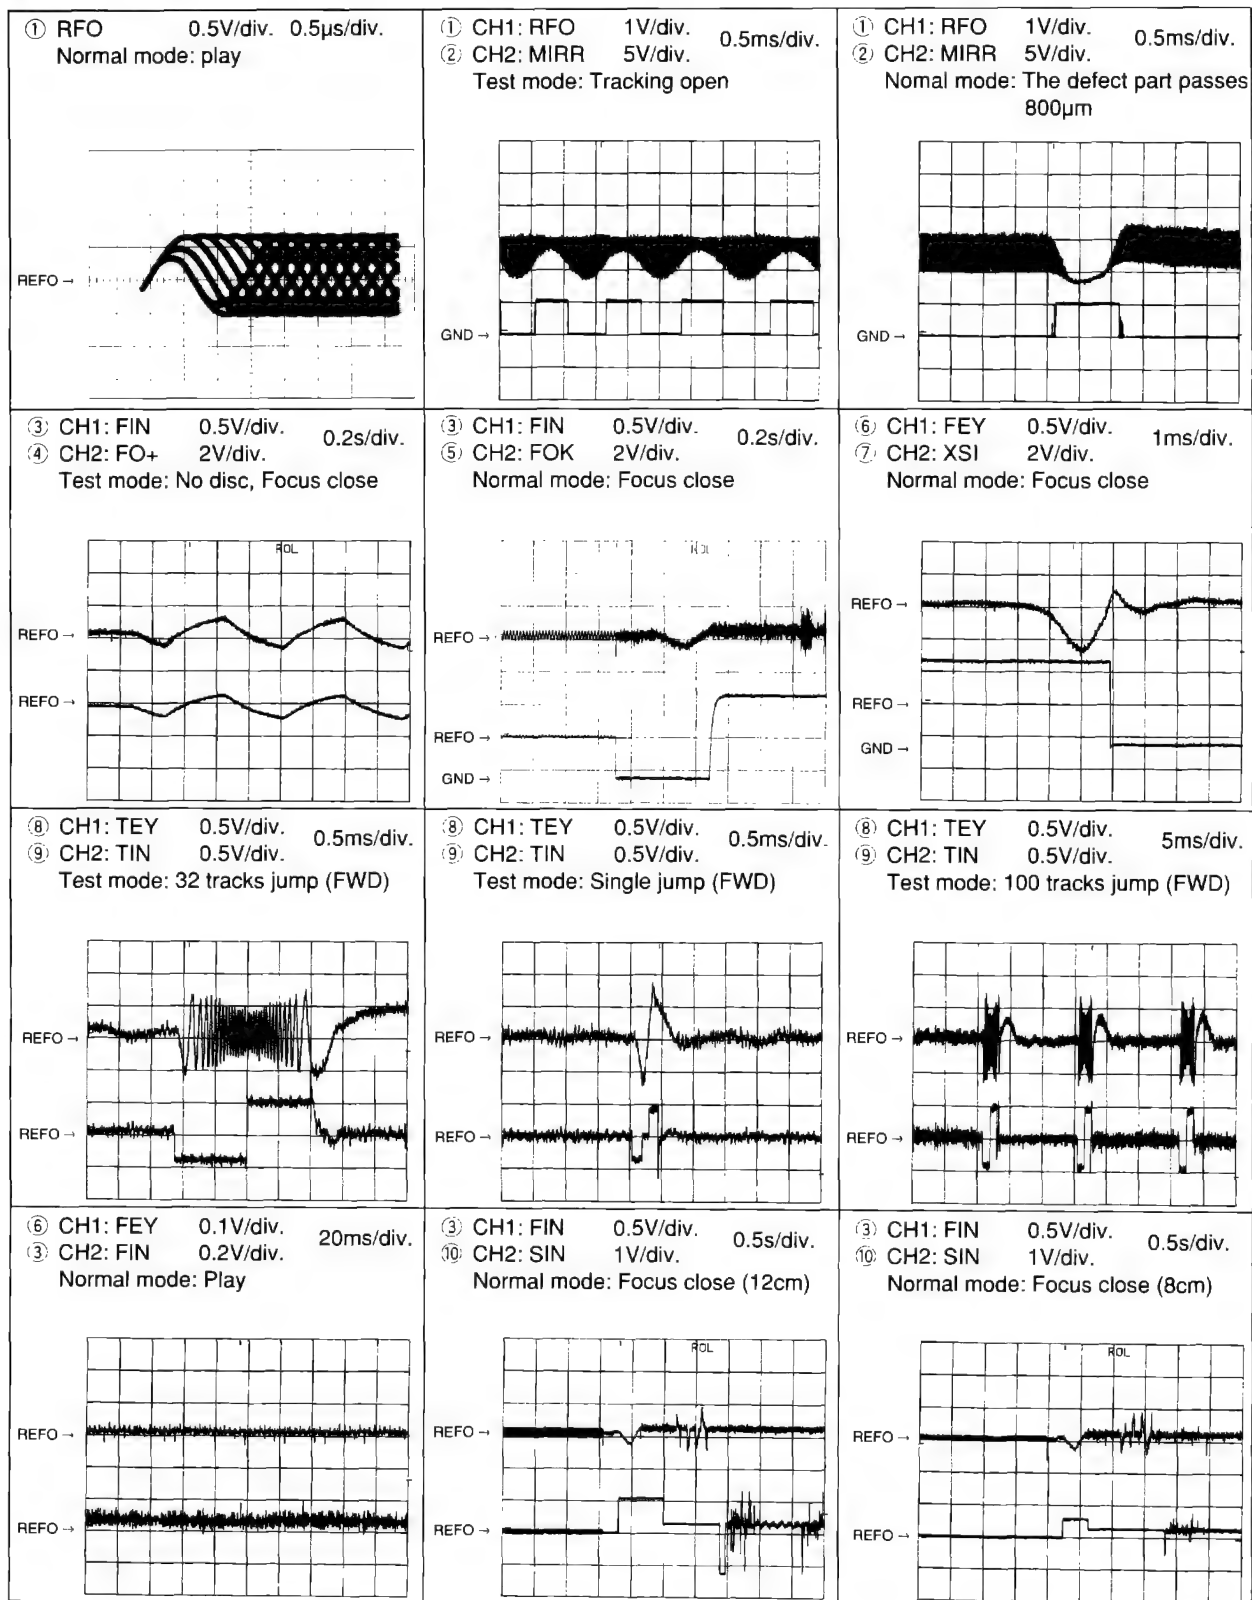 ① RFO 0.5V/div. 0.5µs/div.
Normal mode: play
REFO →
① CH1: RFO 1V/div. 0.5ms/div.
② CH2: MIRR 5V/div.
Test mode: Tracking open
GND →
① CH1: RFO 1V/div. 0.5ms/div.
② CH2: MIRR 5V/div.
Nomal mode: The defect part passes
800µm
GND →
③ CH1: FIN 0.5V/div. 0.2s/div.
④ CH2: FO+ 2V/div.
Test mode: No disc, Focus close
ROL
REFO →
REFO →
③ CH1: FIN 0.5V/div. 0.2s/div.
⑤ CH2: FOK 2V/div.
Normal mode: Focus close
REFO →
REFO →
GND →
⑥ CH1: FEY 0.5V/div. 1ms/div.
⑦ CH2: XSI 2V/div.
Normal mode: Focus close
REFO →
REFO →
GND →
⑧ CH1: TEY 0.5V/div. 0.5ms/div.
⑨ CH2: TIN 0.5V/div.
Test mode: 32 tracks jump (FWD)
REFO →
REFO →
⑧ CH1: TEY 0.5V/div. 0.5ms/div.
⑨ CH2: TIN 0.5V/div.
Test mode: Single jump (FWD)
REFO →
REFO →
⑧ CH1: TEY 0.5V/div. 5ms/div.
⑨ CH2: TIN 0.5V/div.
Test mode: 100 tracks jump (FWD)
REFO →
REFO →
⑥ CH1: FEY 0.1V/div. 20ms/div.
③ CH2: FIN 0.2V/div.
Normal mode: Play
REFO →
REFO →
③ CH1: FIN 0.5V/div. 0.5s/div.
⑩ CH2: SIN 1V/div.
Normal mode: Focus close (12cm)
ROL
REFO →
REFO →
③ CH1: FIN 0.5V/div. 0.5s/div.
⑩ CH2: SIN 1V/div.
Normal mode: Focus close (8cm)
ROL
REFO →
REFO →